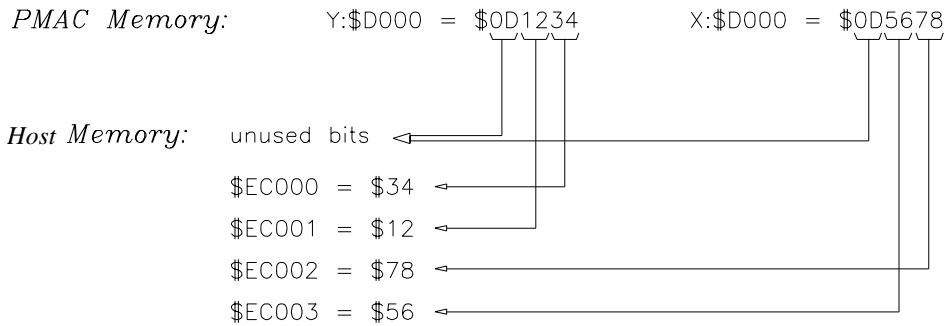 PMAC Memory: Y:$D000 = $0D1234 X:$D000 = $0D5678
Host Memory: unused bits
$EC000 = $34
$EC001 = $12
$EC002 = $78
$EC003 = $56